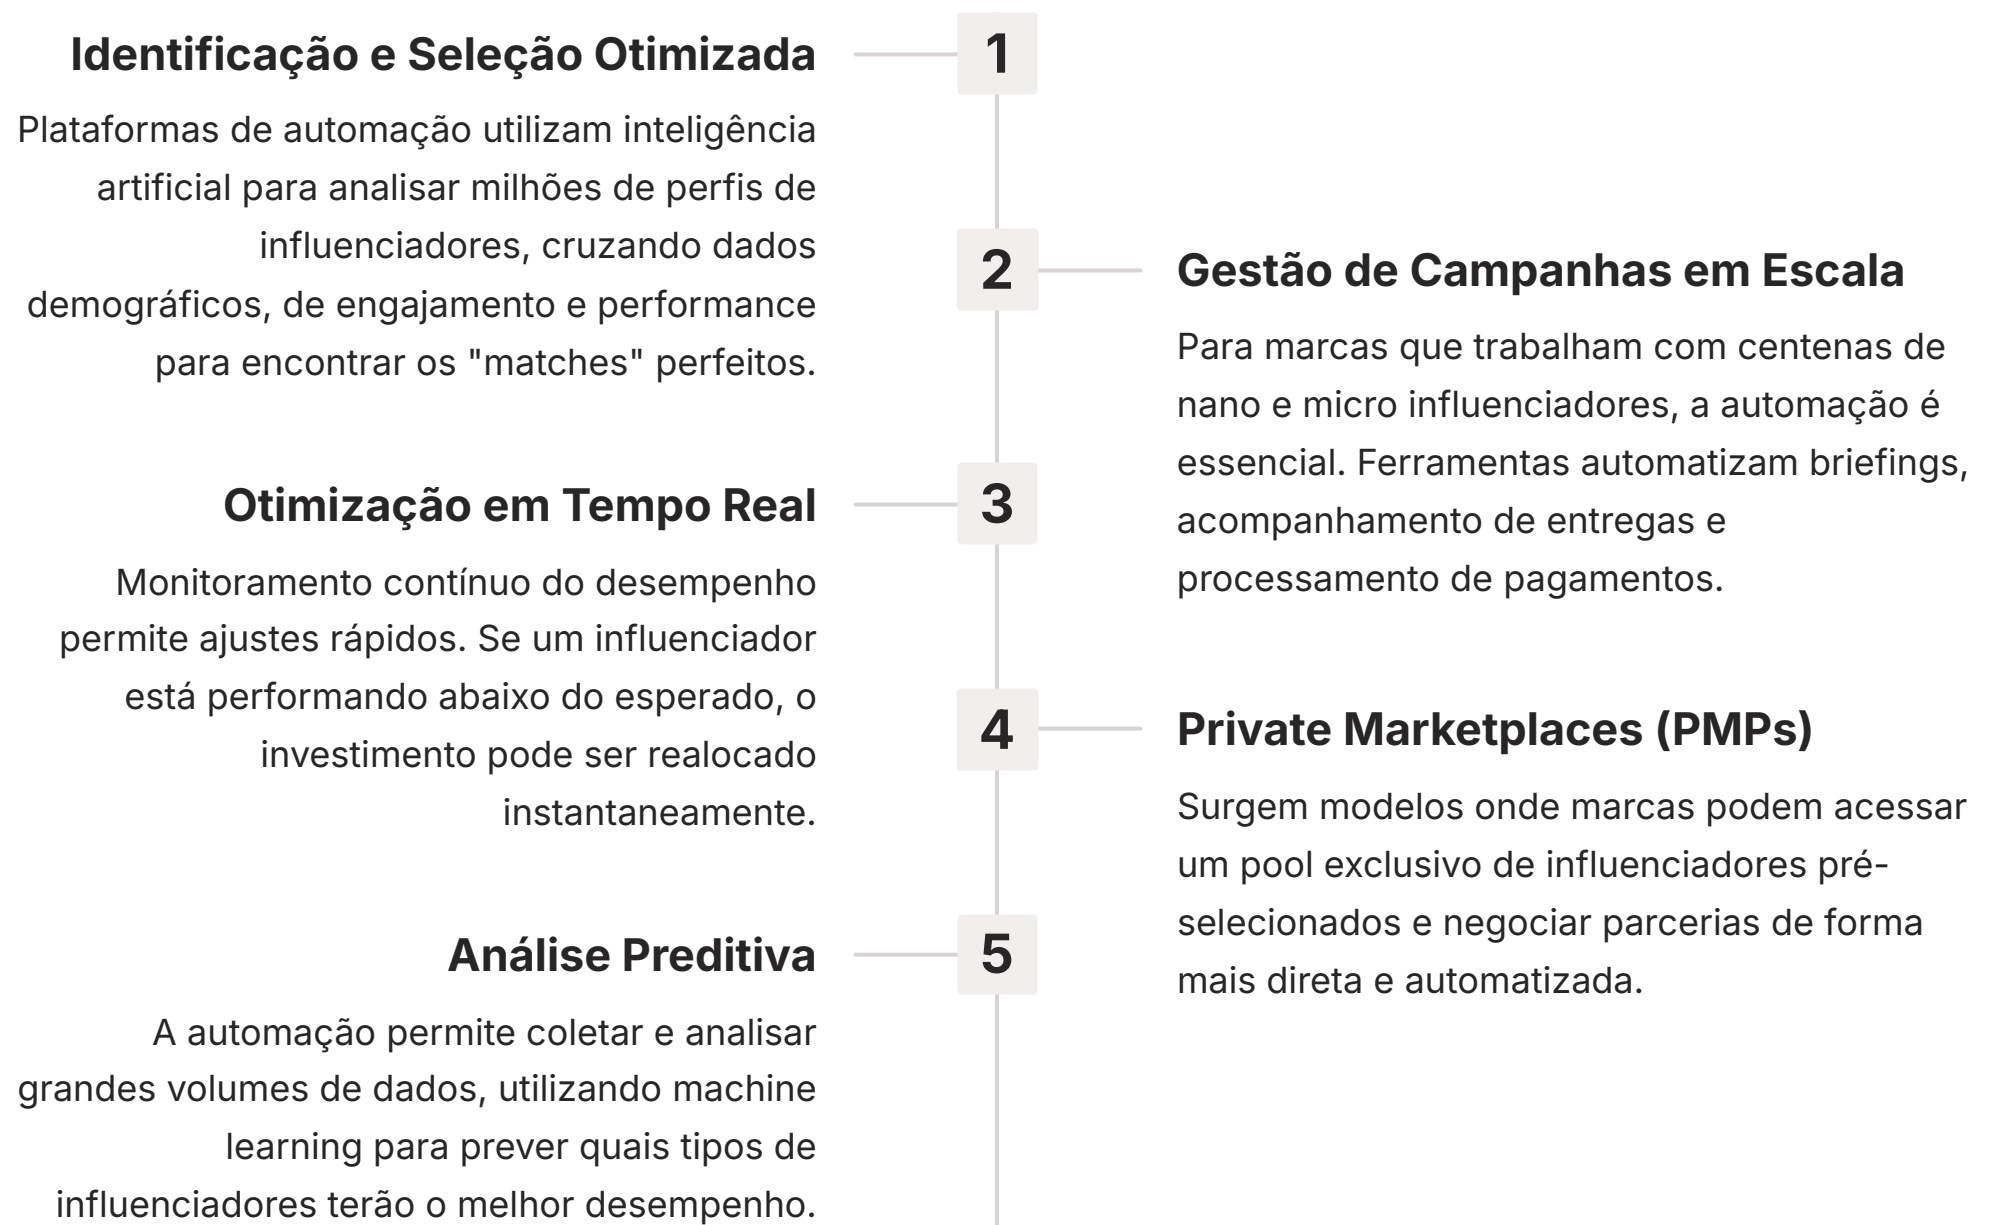 1
Identificação e Seleção Otimizada
Plataformas de automação utilizam inteligência
artificial para analisar milhões de perfis de
influenciadores, cruzando dados
demográficos, de engajamento e performance
para encontrar os "matches" perfeitos.
2
Gestão de Campanhas em Escala
Para marcas que trabalham com centenas de
nano e micro influenciadores, a automação é
essencial. Ferramentas automatizam briefings,
acompanhamento de entregas e
processamento de pagamentos.
3
Otimização em Tempo Real
Monitoramento contínuo do desempenho
permite ajustes rápidos. Se um influenciador
está performando abaixo do esperado, o
investimento pode ser realocado
instantaneamente.
4
Private Marketplaces (PMPs)
Surgem modelos onde marcas podem acessar
um pool exclusivo de influenciadores pré-
selecionados e negociar parcerias de forma
mais direta e automatizada.
5
Análise Preditiva
A automação permite coletar e analisar
grandes volumes de dados, utilizando machine
learning para prever quais tipos de
influenciadores terão o melhor desempenho.